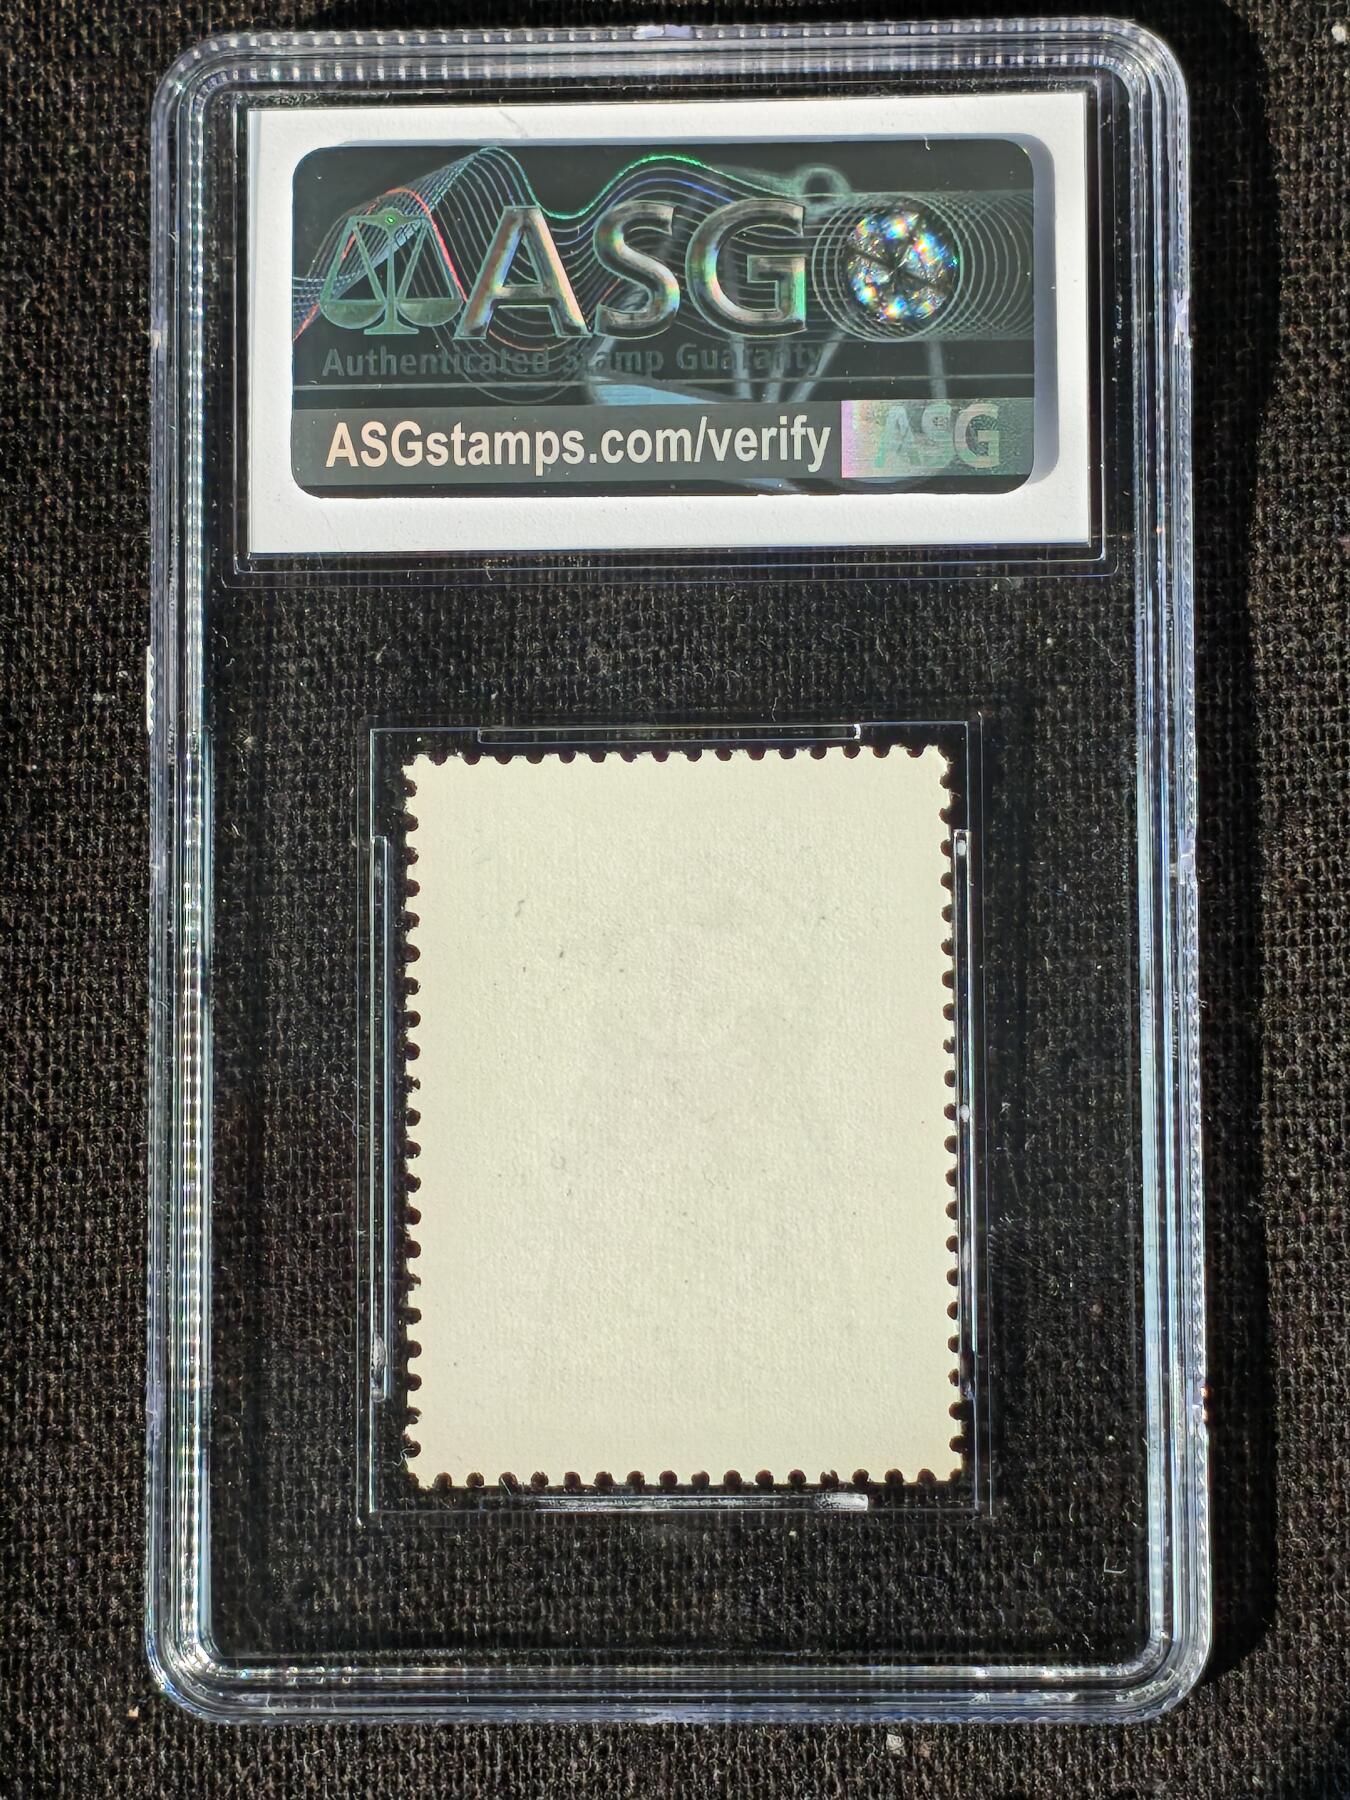 ASG
Authenticated Stamp Guaranty
ASGstamps.com/verify
ASG